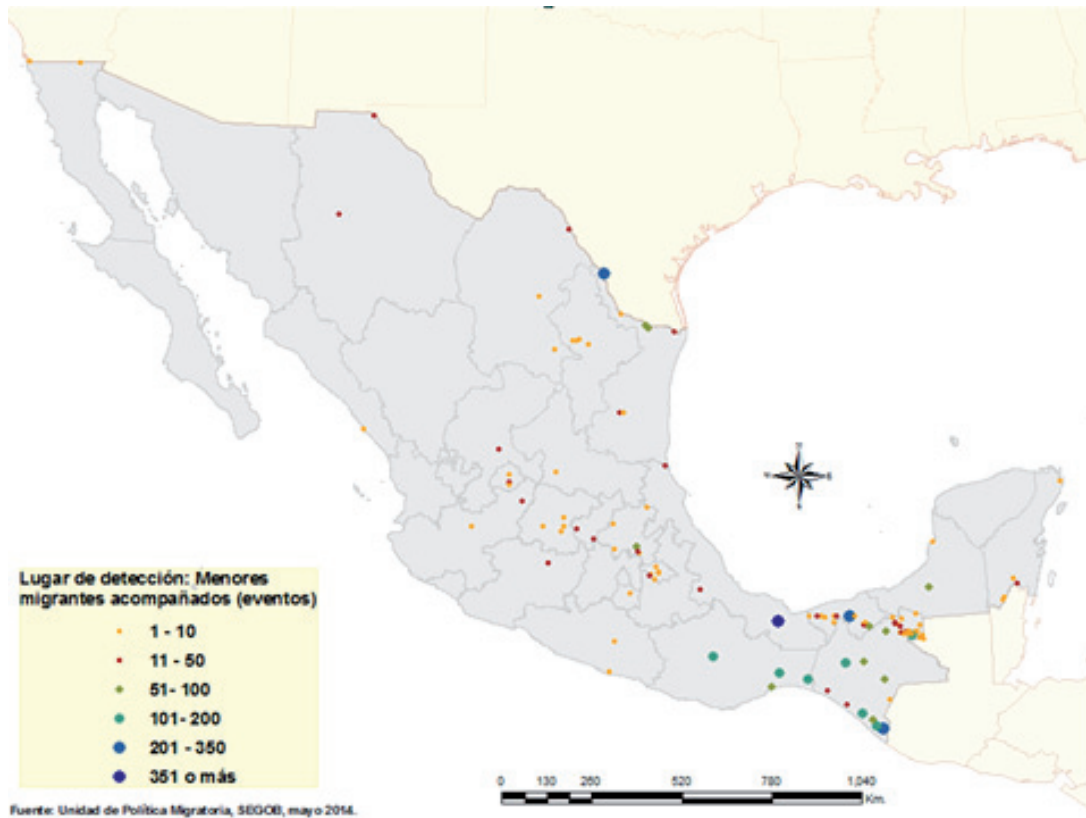 Lugar de detección: Menores
migrantes acompañados (eventos)
1 - 10
11 - 50
51- 100
101- 200
201 - 350
351 o más
0 130 260 520 780 1,040
Km.
Fuente: Unidad de Política Migratoria, SEGOB, mayo 2014.